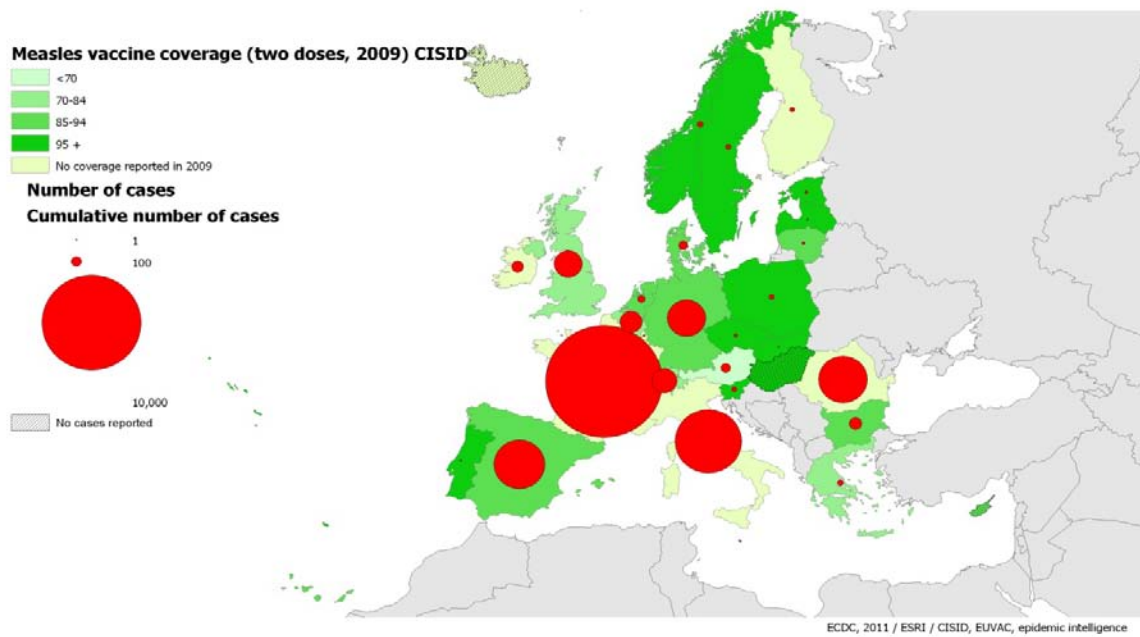 Measles vaccine coverage (two doses, 2009) CISID
<70
70-84
85-94
95 +
No coverage reported in 2009
Number of cases
Cumulative number of cases
1
100
10,000
No cases reported
ECDC, 2011 / ESRI / CISID, EUVAC, epidemic intelligence